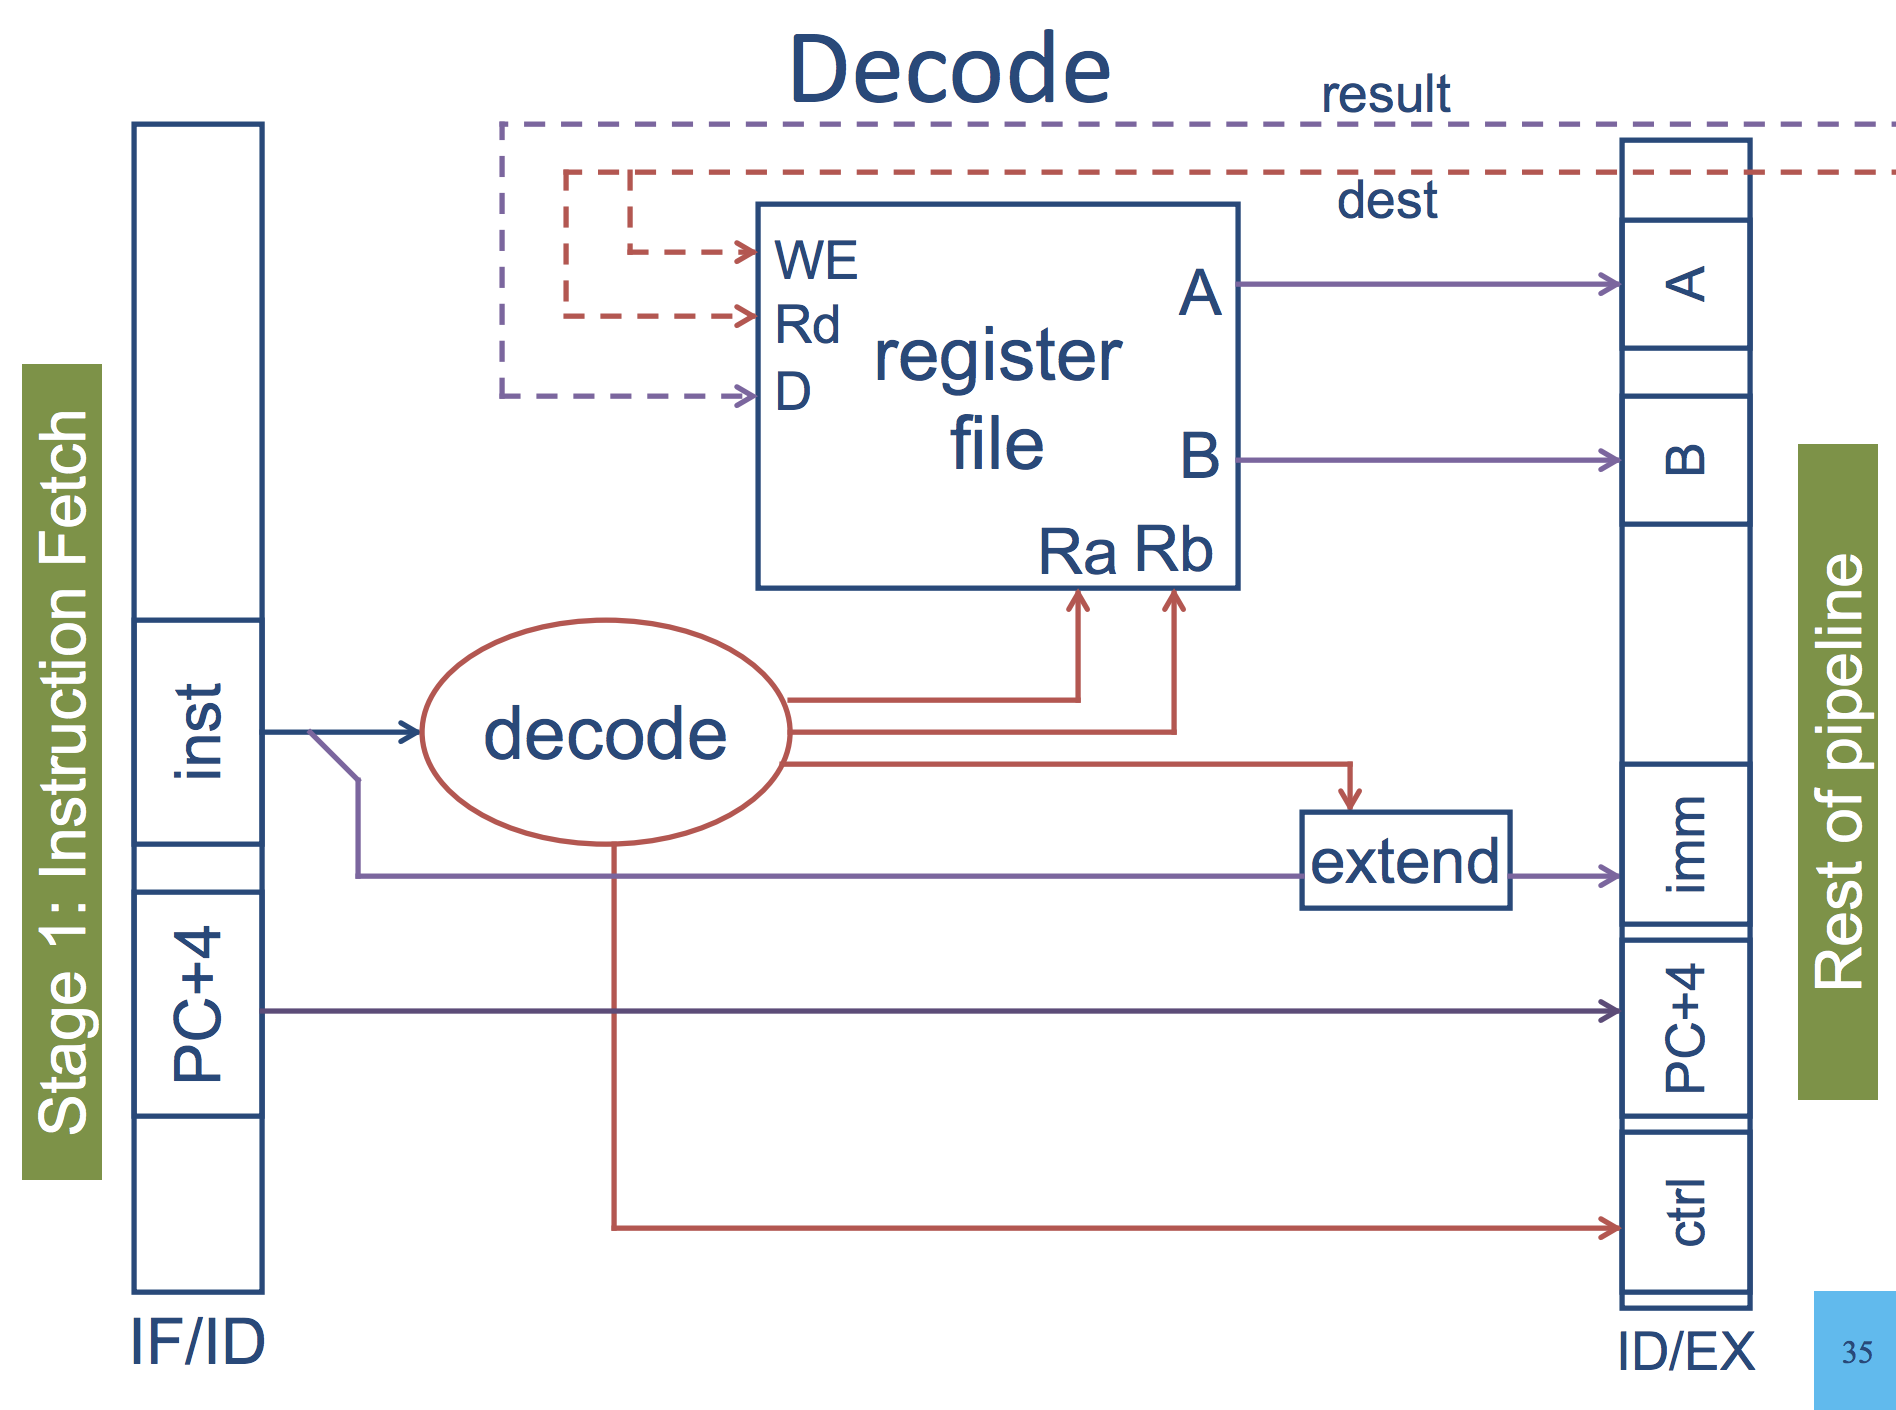 Decode
result
dest
WE
Rd
D
A
B
register
file
Ra Rb
A
B
Stage 1: Instruction Fetch
inst
decode
extend
imm
PC+4
PC+4
ctrl
Rest of pipeline
IF/ID
ID/EX
35